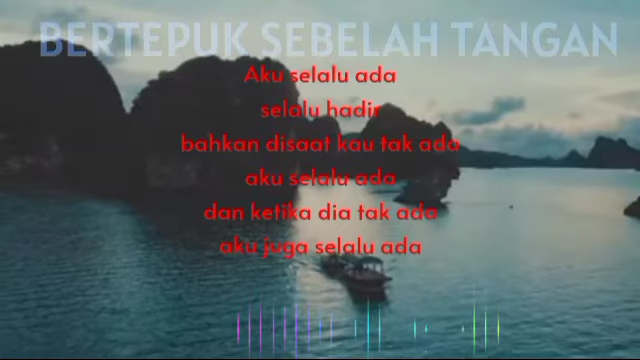 BERTEPUK SEBELAH TANGAN
Aku selalu ada
selalu hadir
bahkan disaat kau tak ada
aku selalu ada
dan ketika dia tak ada
aku juga selalu ada